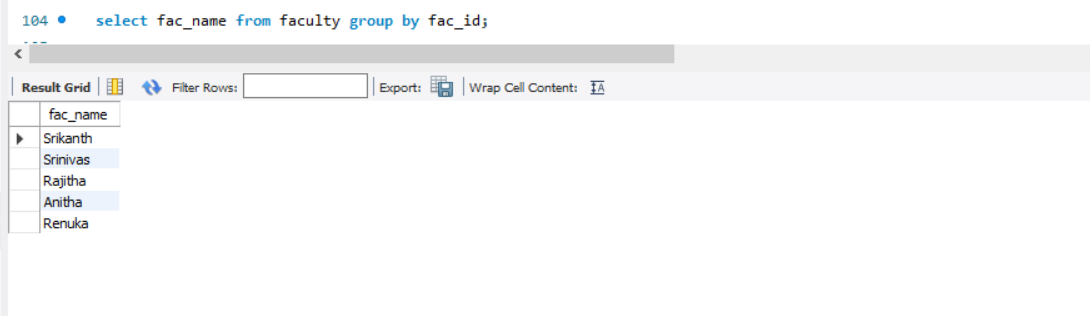 104 select fac_name from faculty group by fac_id;
Result Grid Filter Rows: Export: Wrap Cell Content: IA
fac_name
Srikanth
Srinivas
Rajitha
Anitha
Renuka